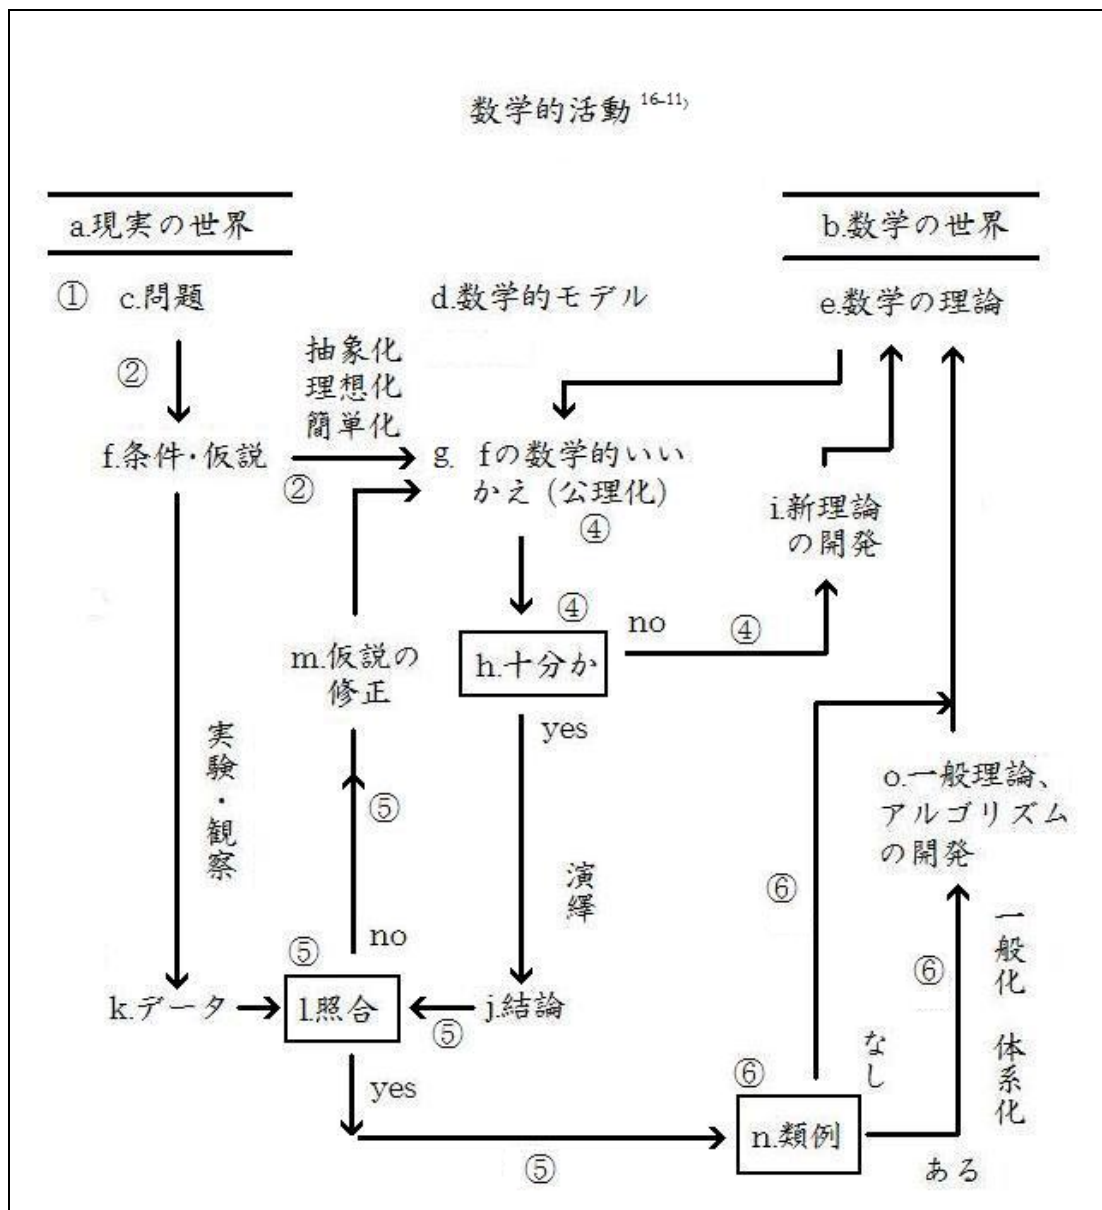 数学的活動 16-11)
a.現実の世界
b.数学の世界
① c.問題
d.数学的モデル
e.数学の理論
②
抽象化
理想化
簡単化
f.条件・仮説
②
g. fの数学的いい
かえ (公理化)
④
i.新理論
の開発
④
no
④
h.十分か
m.仮説の
修正
yes
実験・観察
⑤
演繹
o.一般理論、
アルゴリズム
の開発
⑥
⑥
一般化 体系化
no
⑤
k.データ
l.照合
j.結論
⑤
yes
⑥
なし
n.類例
⑤
ある